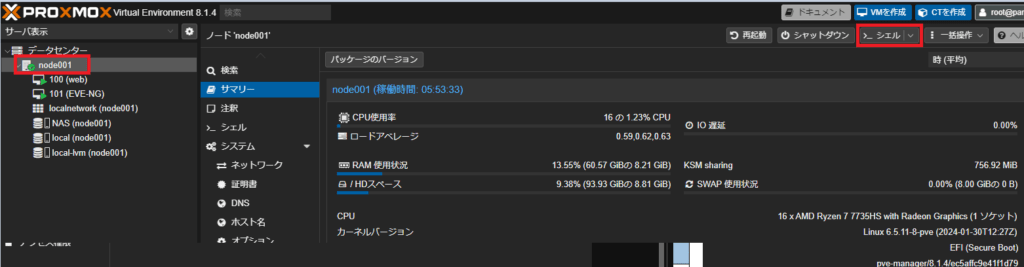 PROXMOX Virtual Environment 8.1.4 検索 ドキュメント VMを作成 CTを作成
サーバ表示 ノード 'node001' 再起動 シャットダウン シェル 一括操作
データセンター
node001
100 (web)
101 (EVE-NG)
localnetwork (node001)
NAS (node001)
local (node001)
local-lvm (node001)
検索
サマリー
注釈
シェル
システム
ネットワーク
証明書
DNS
ホスト名
オプション
パッケージのバージョン 時 (平均)
node001 (稼働時間: 05:53:33)
CPU使用率 16 の 1.23% CPU
ロードアベレージ 0.59,0.62,0.63
IO 遅延 0.00%
RAM 使用状況 13.55% (60.57 GiBの 8.21 GiB)
KSM sharing 756.92 MiB
/ HDスペース 9.38% (93.93 GiBの 8.81 GiB)
SWAP 使用状況 0.00% (8.00 GiBの 0 B)
CPU 16 x AMD Ryzen 7 7735HS with Radeon Graphics (1 ソケット)
カーネルバージョン Linux 6.5.11-8-pve (2024-01-30T12:27Z)
EFI (Secure Boot)
pve-manager/8.1.4/ec5affc9e41f1d79